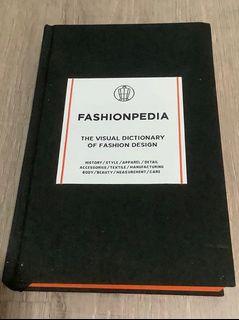 FASHIONPEDIA
THE VISUAL DICTIONARY
OF FASHION DESIGN
HISTORY / STYLE / APPAREL / DETAIL
ACCESSORIES / TEXTILE / MANUFACTURING
BODY / BEAUTY / MEASUREMENT / CARE